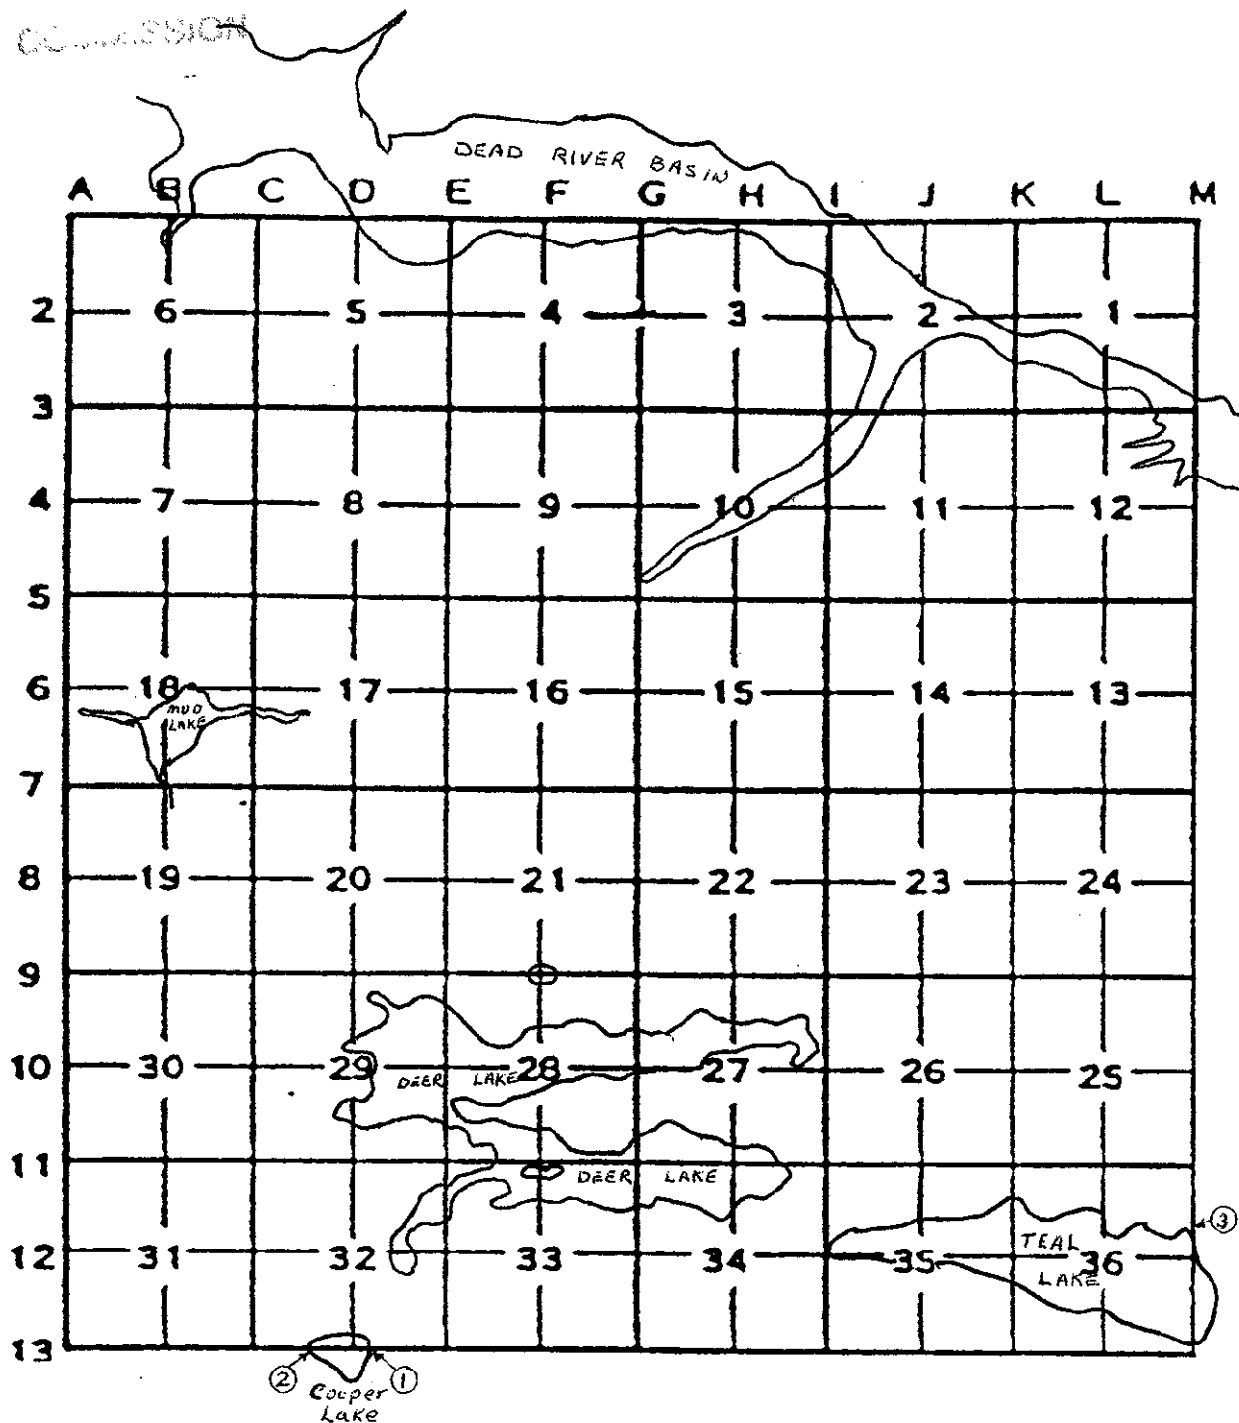 DEAD RIVER BASIN
A B C D E F G H I J K L M
2 6 5 4 3 2 1
3
4 7 8 9 10 11 12
5
6 18 17 16 15 14 13
MUD
LAKE
7
8 19 20 21 22 23 24
9
10 30 29 28 27 26 25
DEER LAKE
11
DEER LAKE
3
12 31 32 33 34 35 36
TEAL
LAKE
13
2 1
Cooper
Lake